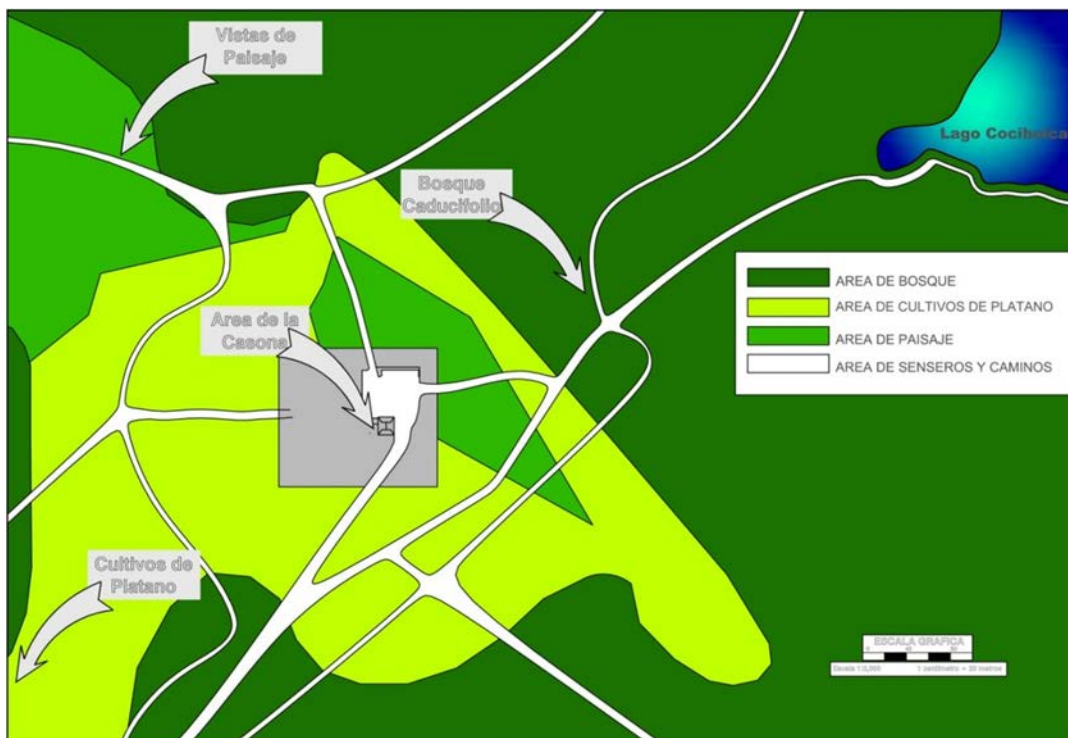 Vistas de
Paisaje
Bosque
Caducifolio
Lago Cocibolca
AREA DE BOSQUE
AREA DE CULTIVOS DE PLATANO
AREA DE PAISAJE
AREA DE SENSEROS Y CAMINOS
Area de la
Casona
Cultivos de
Platano
ESCALA GRAFICA